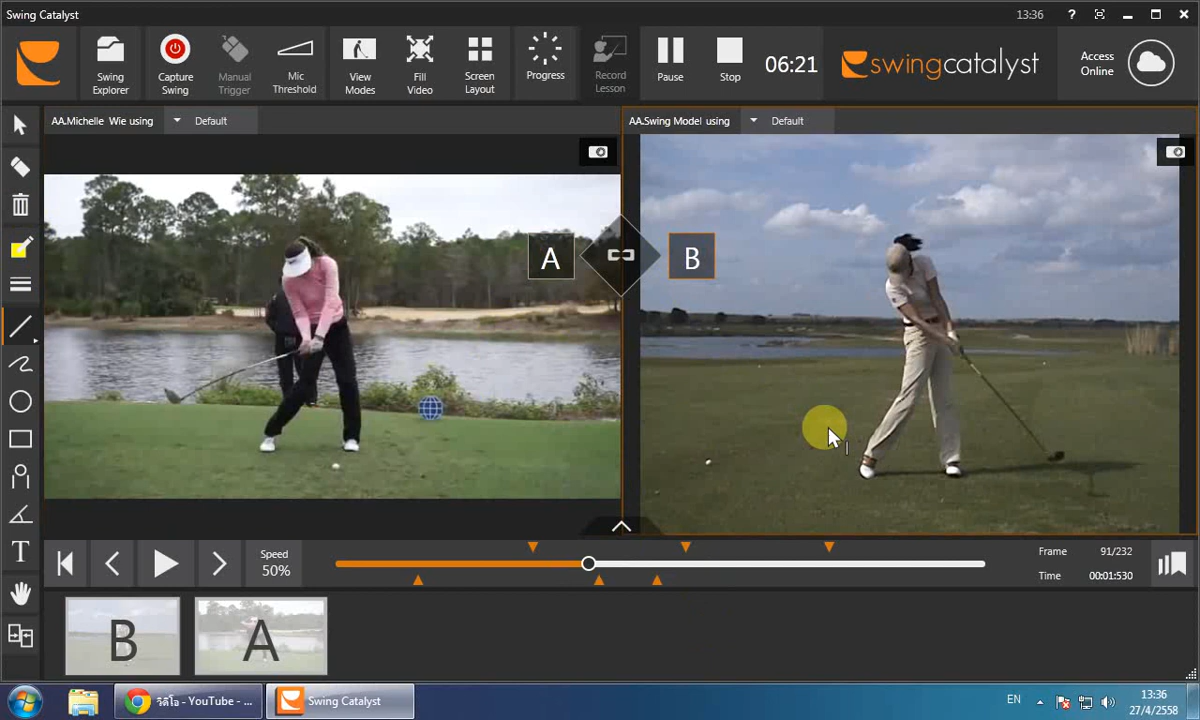 Swing Catalyst
13:36
?
Swing Explorer
Capture Swing
Manual Trigger
Mic Threshold
View Modes
Fill Video
Screen Layout
Progress
Record Lesson
Pause
Stop
06:21
swingcatalyst
Access Online
AA.Michelle Wie using
Default
AA.Swing Model using
Default
A
B
T
Speed
50%
Frame 91/232
Time 00:01:530
B
A
วิดีโอ - YouTube - ...
Swing Catalyst
EN
13:36
27/4/2558